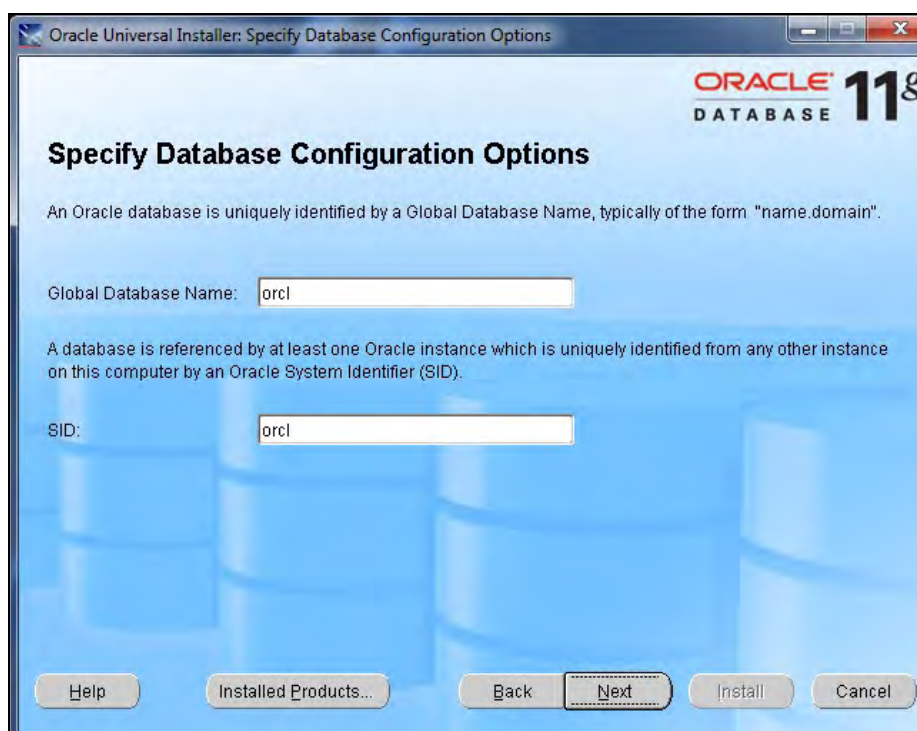 Oracle Universal Installer: Specify Database Configuration Options
ORACLE
DATABASE 11g
Specify Database Configuration Options
An Oracle database is uniquely identified by a Global Database Name, typically of the form "name.domain".
Global Database Name: orcl
A database is referenced by at least one Oracle instance which is uniquely identified from any other instance
on this computer by an Oracle System Identifier (SID).
SID: orcl
Help Installed Products... Back Next Install Cancel